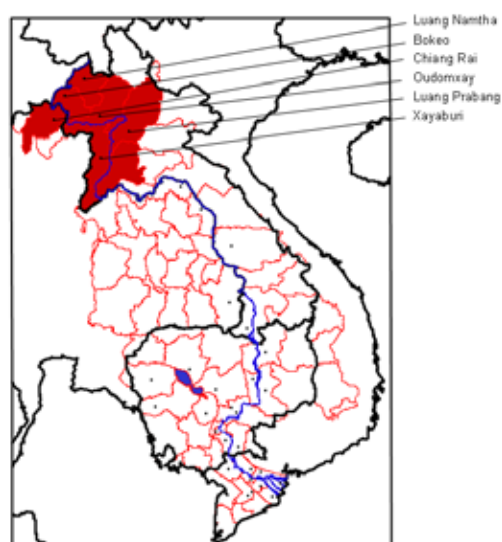 Luang Namtha
Bokeo
Chiang Rai
Oudomxay
Luang Prabang
Xayaburi